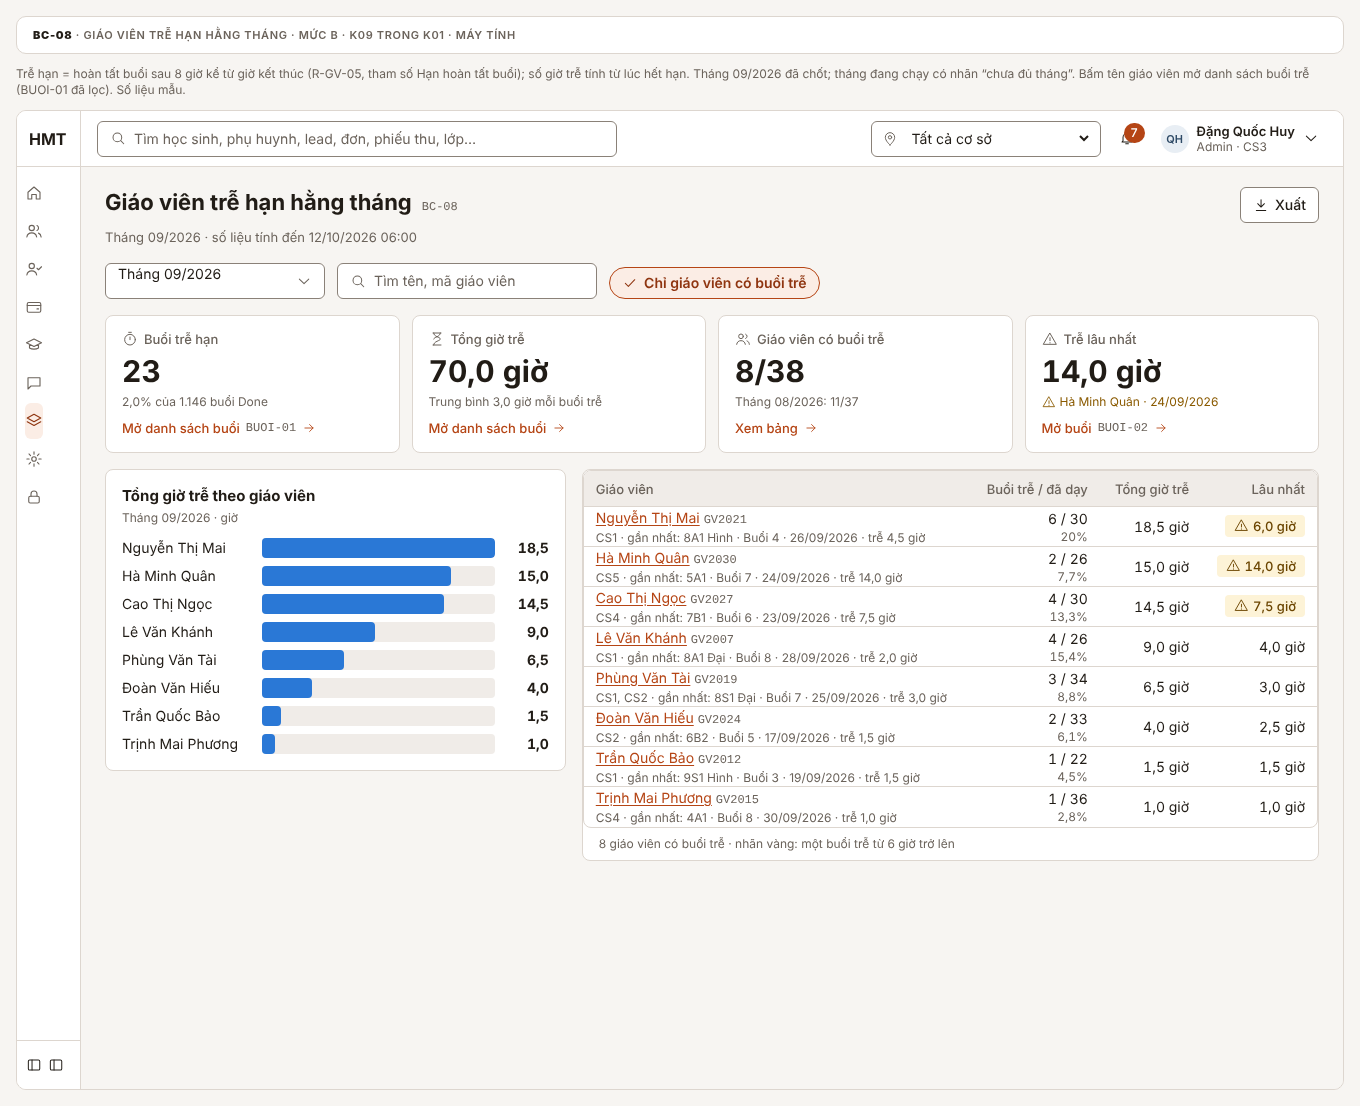 BC-08 · GIÁO VIÊN TRỄ HẠN HẰNG THÁNG · MỨC B · K09 TRONG K01 · MÁY TÍNH
Trễ hạn = hoàn tất buổi sau 8 giờ kể từ giờ kết thúc (R-GV-05, tham số Hạn hoàn tất buổi); số giờ trễ tính từ lúc hết hạn. Tháng 09/2026 đã chốt; tháng đang chạy có nhãn “chưa đủ tháng”. Bấm tên giáo viên mở danh sách buổi trễ
(BUOI-01 đã lọc). Số liệu mẫu.
HMT
Tìm học sinh, phụ huynh, lead, đơn, phiếu thu, lớp...
Tất cả cơ sở
7
QH
Đặng Quốc Huy
Admin · CS3
Giáo viên trễ hạn hằng tháng BC-08
Xuất
Tháng 09/2026 · số liệu tính đến 12/10/2026 06:00
Tháng 09/2026
Tìm tên, mã giáo viên
Chỉ giáo viên có buổi trễ
Buổi trễ hạn
23
2,0% của 1.146 buổi Done
Mở danh sách buổi BUOI-01 →
Tổng giờ trễ
70,0 giờ
Trung bình 3,0 giờ mỗi buổi trễ
Mở danh sách buổi →
Giáo viên có buổi trễ
8/38
Tháng 08/2026: 11/37
Xem bảng →
Trễ lâu nhất
14,0 giờ
Hà Minh Quân · 24/09/2026
Mở buổi BUOI-02 →
Tổng giờ trễ theo giáo viên
Tháng 09/2026 · giờ
Nguyễn Thị Mai 18,5
Hà Minh Quân 15,0
Cao Thị Ngọc 14,5
Lê Văn Khánh 9,0
Phùng Văn Tài 6,5
Đoàn Văn Hiếu 4,0
Trần Quốc Bảo 1,5
Trịnh Mai Phương 1,0
Giáo viên Buổi trễ / đã dạy Tổng giờ trễ Lâu nhất
Nguyễn Thị Mai GV2021 6 / 30 18,5 giờ 6,0 giờ
CS1 · gần nhất: 8A1 Hình · Buổi 4 · 26/09/2026 · trễ 4,5 giờ 20%
Hà Minh Quân GV2030 2 / 26 15,0 giờ 14,0 giờ
CS5 · gần nhất: 5A1 · Buổi 7 · 24/09/2026 · trễ 14,0 giờ 7,7%
Cao Thị Ngọc GV2027 4 / 30 14,5 giờ 7,5 giờ
CS4 · gần nhất: 7B1 · Buổi 6 · 23/09/2026 · trễ 7,5 giờ 13,3%
Lê Văn Khánh GV2007 4 / 26 9,0 giờ 4,0 giờ
CS1 · gần nhất: 8A1 Đại · Buổi 8 · 28/09/2026 · trễ 2,0 giờ 15,4%
Phùng Văn Tài GV2019 3 / 34 6,5 giờ 3,0 giờ
CS1, CS2 · gần nhất: 8S1 Đại · Buổi 7 · 25/09/2026 · trễ 3,0 giờ 8,8%
Đoàn Văn Hiếu GV2024 2 / 33 4,0 giờ 2,5 giờ
CS2 · gần nhất: 6B2 · Buổi 5 · 17/09/2026 · trễ 1,5 giờ 6,1%
Trần Quốc Bảo GV2012 1 / 22 1,5 giờ 1,5 giờ
CS1 · gần nhất: 9S1 Hình · Buổi 3 · 19/09/2026 · trễ 1,5 giờ 4,5%
Trịnh Mai Phương GV2015 1 / 36 1,0 giờ 1,0 giờ
CS4 · gần nhất: 4A1 · Buổi 8 · 30/09/2026 · trễ 1,0 giờ 2,8%
8 giáo viên có buổi trễ · nhãn vàng: một buổi trễ từ 6 giờ trở lên